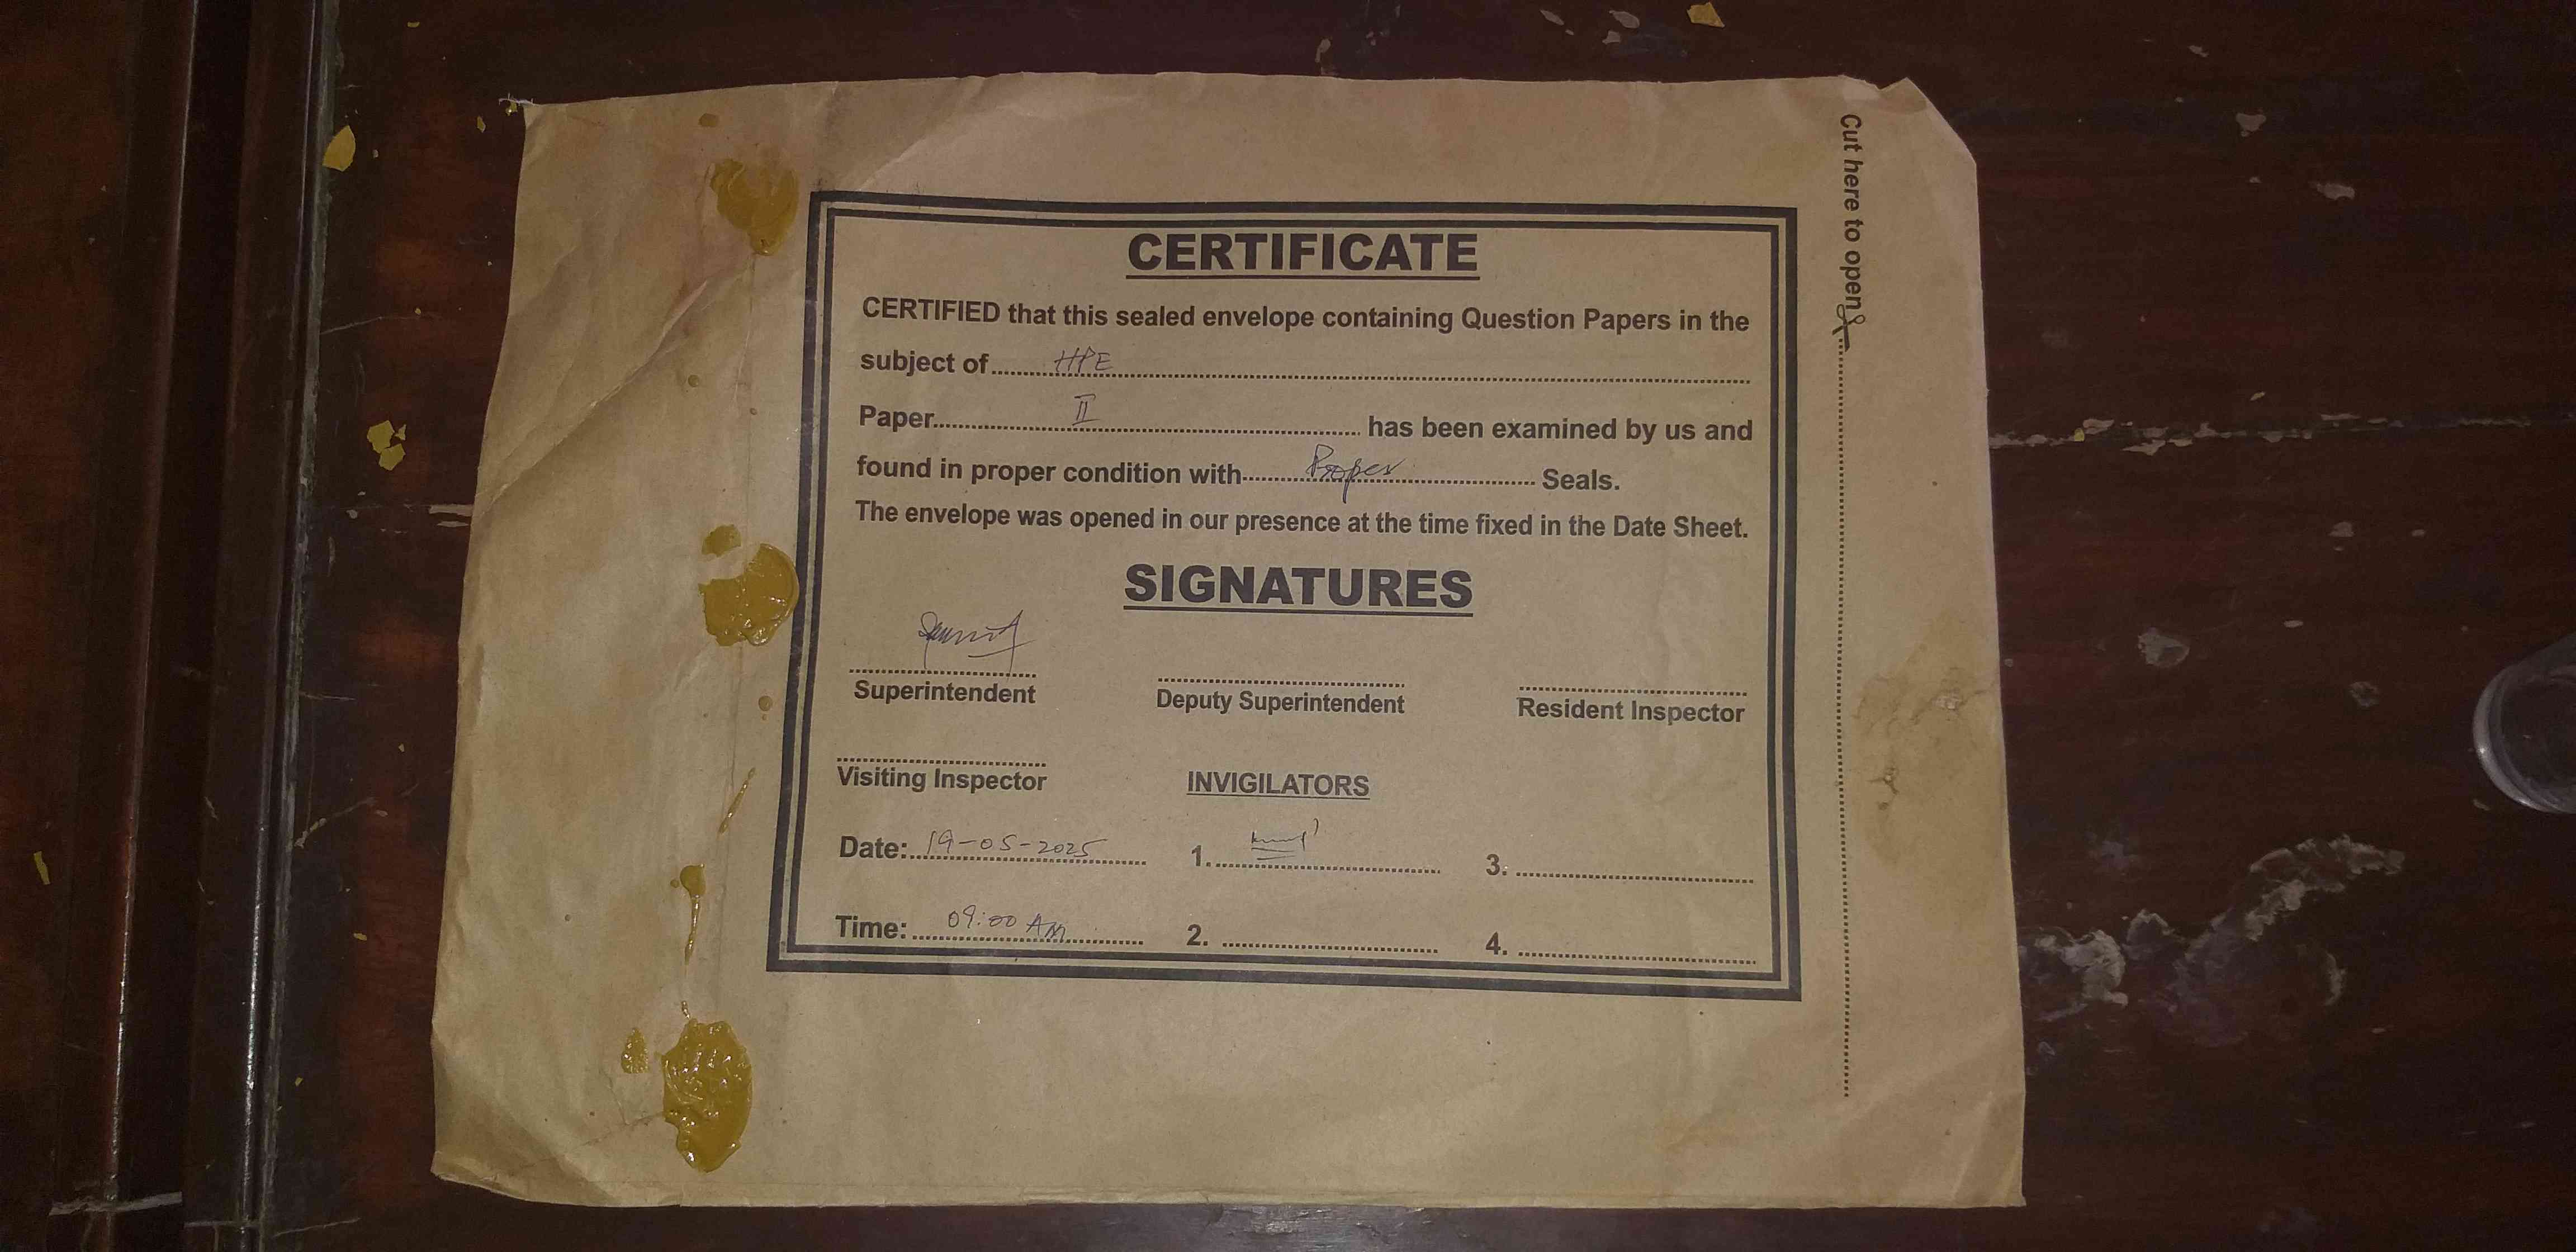 CERTIFICATE
CERTIFIED that this sealed envelope containing Question Papers in the
subject of HPE
Paper II has been examined by us and
found in proper condition with Proper Seals.
The envelope was opened in our presence at the time fixed in the Date Sheet.
SIGNATURES
Superintendent Deputy Superintendent Resident Inspector
Visiting Inspector INVIGILATORS
Date: 19-05-2025 1. 3.
Time: 09:00 AM 2. 4.
Cut here to open